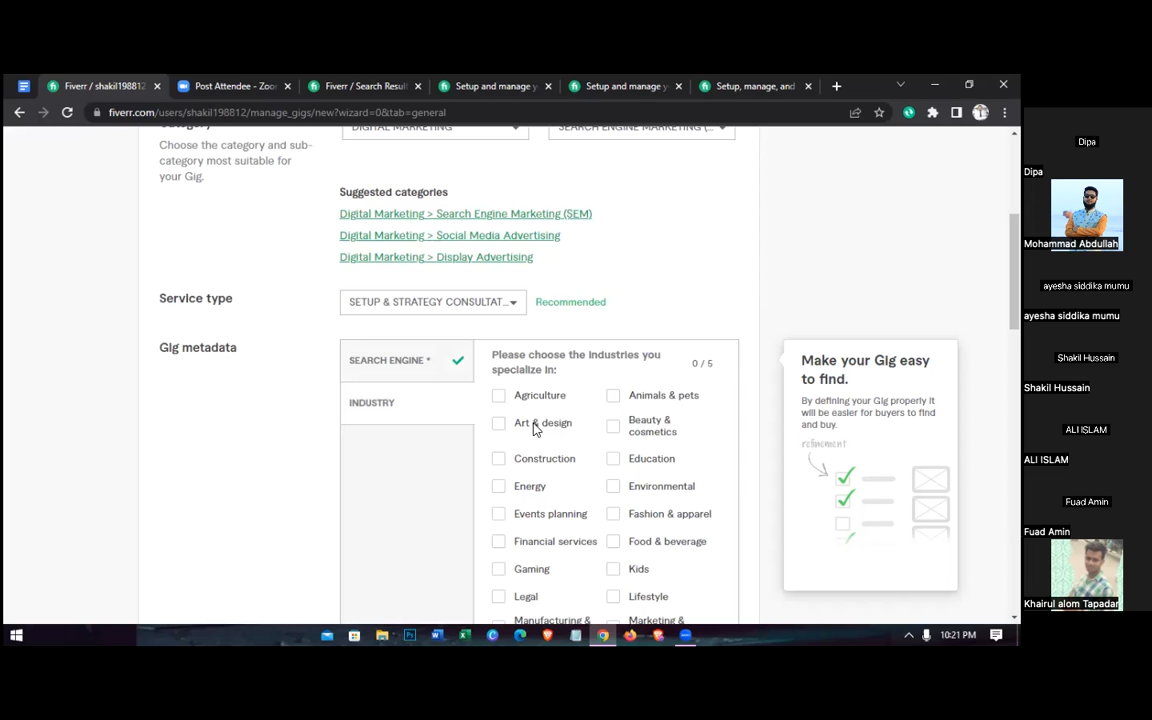 Fiverr / shakil198812
Post Attendee - Zoo
Fiverr / Search Resul
Setup and manage y
Setup and manage y
Setup, manage, and
fiverr.com/users/shakil198812/manage_gigs/new?wizard=0&tab=general
Category
DIGITAL MARKETING
SEARCH ENGINE MARKETING (...
Choose the category and sub-
category most suitable for
your Gig.
Suggested categories
Digital Marketing > Search Engine Marketing (SEM)
Digital Marketing > Social Media Advertising
Digital Marketing > Display Advertising
Service type
SETUP & STRATEGY CONSULTAT...
Recommended
Gig metadata
SEARCH ENGINE *
INDUSTRY
Please choose the industries you
specialize in:
0 / 5
Agriculture
Animals & pets
Art & design
Beauty &
cosmetics
Construction
Education
Energy
Environmental
Events planning
Fashion & apparel
Financial services
Food & beverage
Gaming
Kids
Legal
Lifestyle
Manufacturing &
Marketing &
Make your Gig easy
to find.
By defining your Gig properly it
will be easier for buyers to find
and buy.
refinement
Dipa
Dipa
Mohammad Abdullah
ayesha siddika mumu
ayesha siddika mumu
Shakil Hussain
Shakil Hussain
ALI ISLAM
ALI ISLAM
Fuad Amin
Fuad Amin
Khairul alom Tapadar
10:21 PM